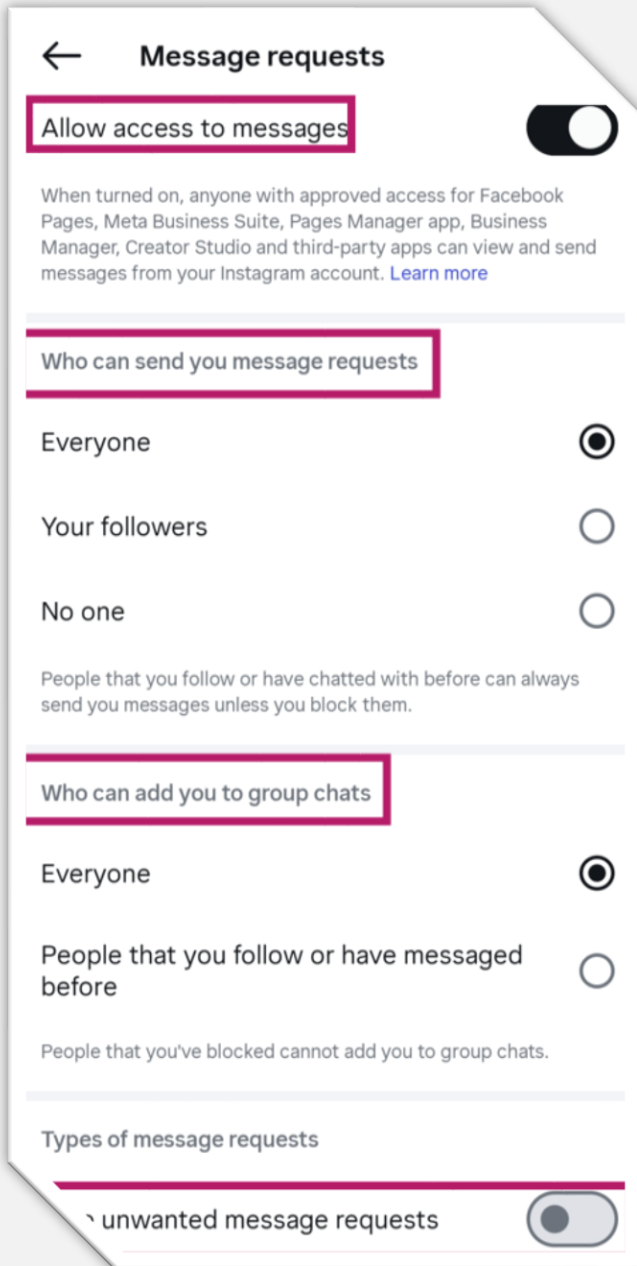 Message requests
Allow access to messages
When turned on, anyone with approved access for Facebook
Pages, Meta Business Suite, Pages Manager app, Business
Manager, Creator Studio and third-party apps can view and send
messages from your Instagram account. Learn more
Who can send you message requests
Everyone
Your followers
No one
People that you follow or have chatted with before can always
send you messages unless you block them.
Who can add you to group chats
Everyone
People that you follow or have messaged
before
People that you've blocked cannot add you to group chats.
Types of message requests
unwanted message requests